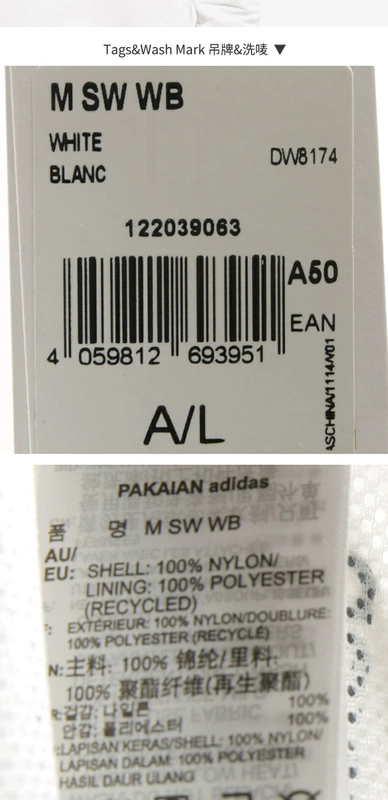 Tags&Wash Mark 吊牌&洗唛 ▼
M SW WB
WHITE
BLANC
DW8174
122039063
A50
EAN
4 059812 693951
ASCHINA/1114/V01
A/L
PAKAIAN adidas
품 명 M SW WB
AU/
EU: SHELL: 100% NYLON/
LINING: 100% POLYESTER
(RECYCLED)
EXTÉRIEUR: 100% NYLON/DOUBLURE:
100% POLYESTER (RECYCLÉ)
N:主料: 100% 锦纶/里料:
100% 聚酯纤维(再生聚酯)
R:겉감: 나일론 100%
안감: 폴리에스터 100%
:LAPISAN KERAS/SHELL: 100% NYLON/
LAPISAN DALAM: 100% POLYESTER
HASIL DAUR ULANG